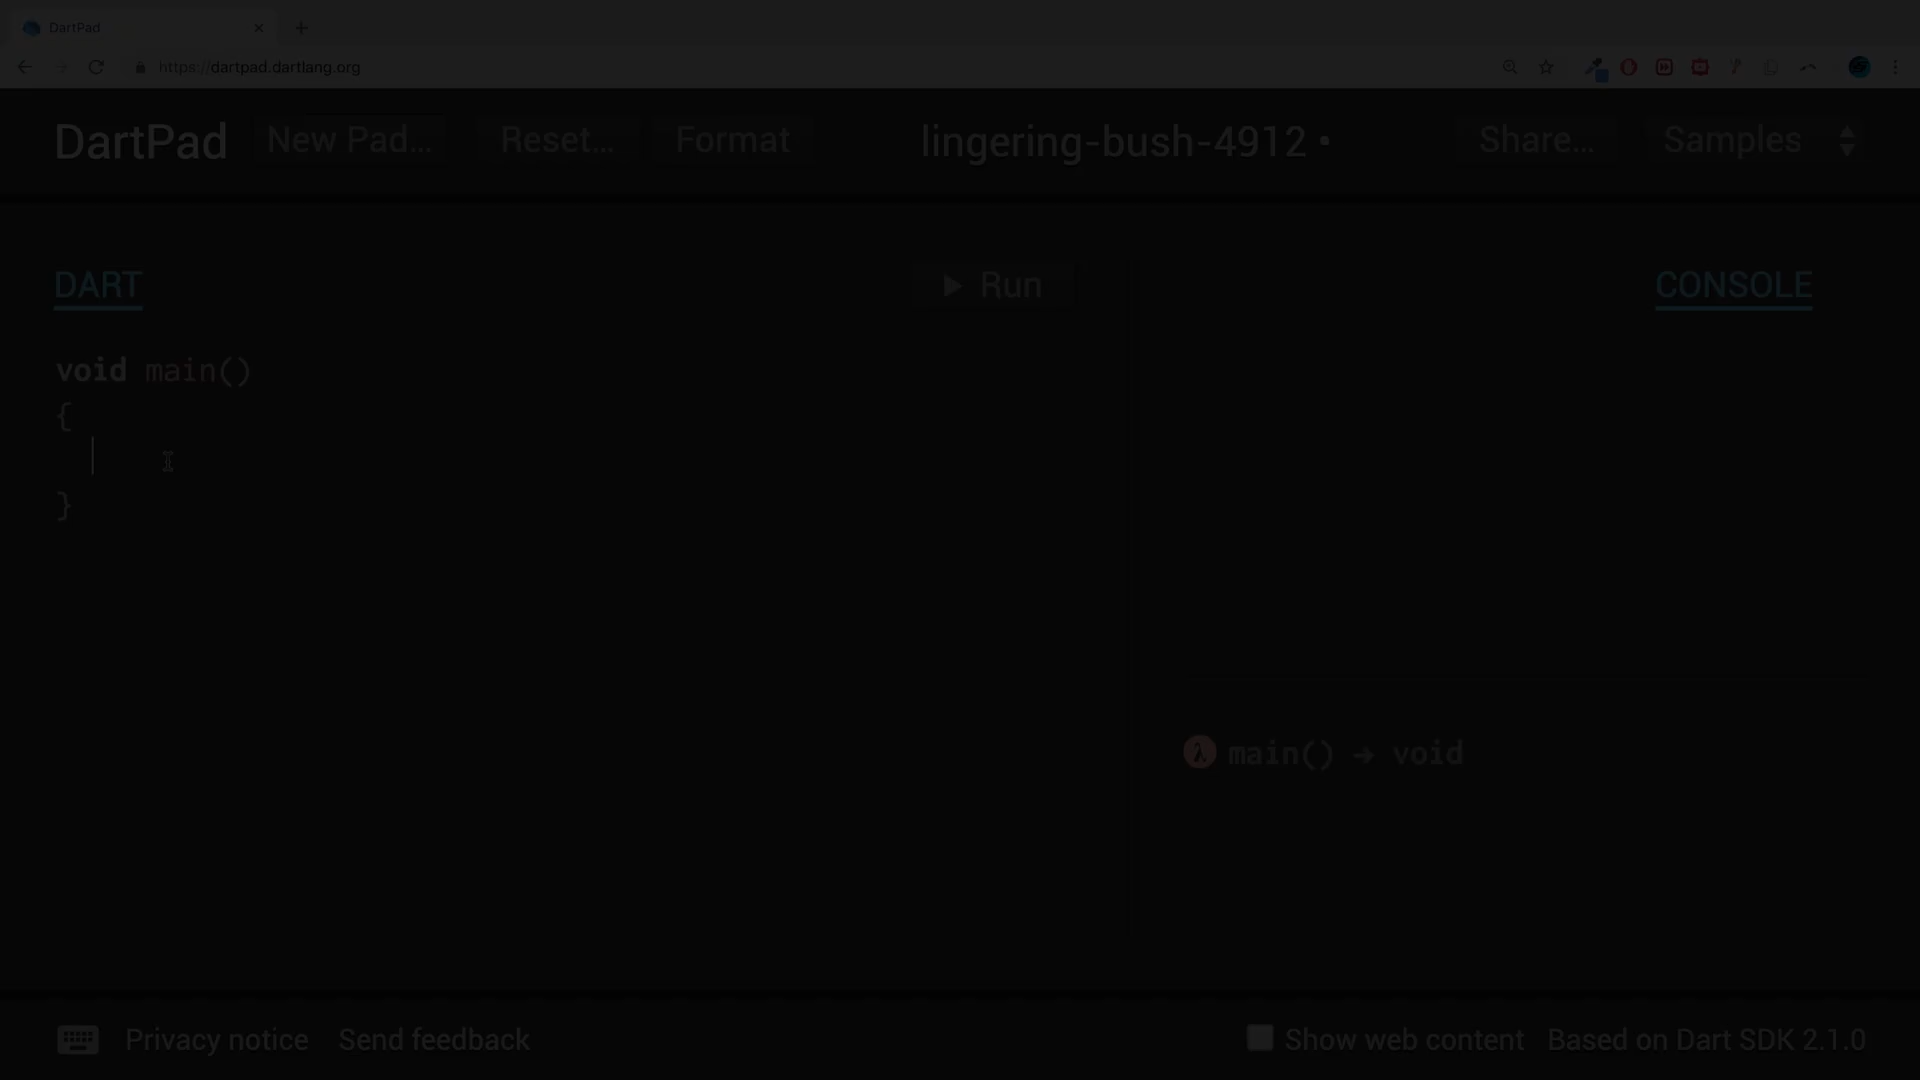 DartPad
https://dartpad.dartlang.org
DartPad New Pad... Reset... Format lingering-bush-4912 • Share... Samples
DART Run CONSOLE
void main()
{
}
λ main() → void
Privacy notice Send feedback Show web content Based on Dart SDK 2.1.0